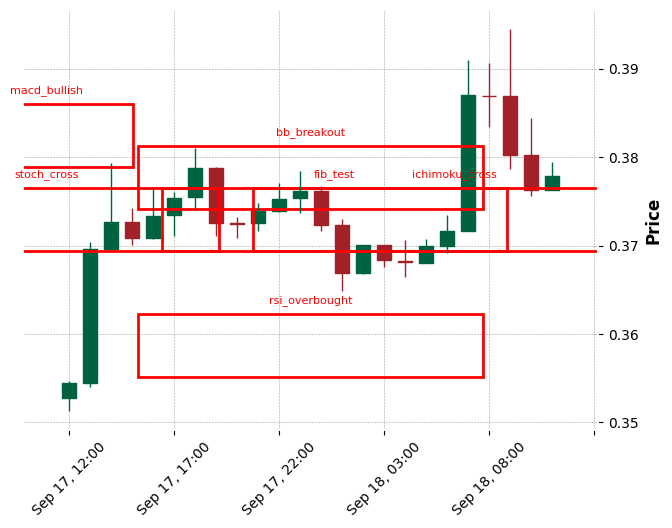 0.39
macd_bullish
bb_breakout
0.38
stoch_cross
fib_test
ichimoku_cross
0.37
Price
rsi_overbought
0.36
0.35
Sep 17, 12:00
Sep 17, 17:00
Sep 17, 22:00
Sep 18, 03:00
Sep 18, 08:00